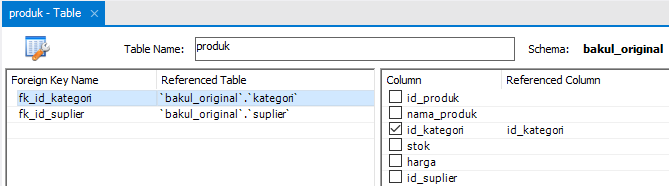 produk - Table ×
Table Name: produk Schema: bakul_original
Foreign Key Name Referenced Table
fk_id_kategori `bakul_original`.`kategori`
fk_id_suplier `bakul_original`.`suplier`
Column Referenced Column
id_produk
nama_produk
id_kategori id_kategori
stok
harga
id_suplier